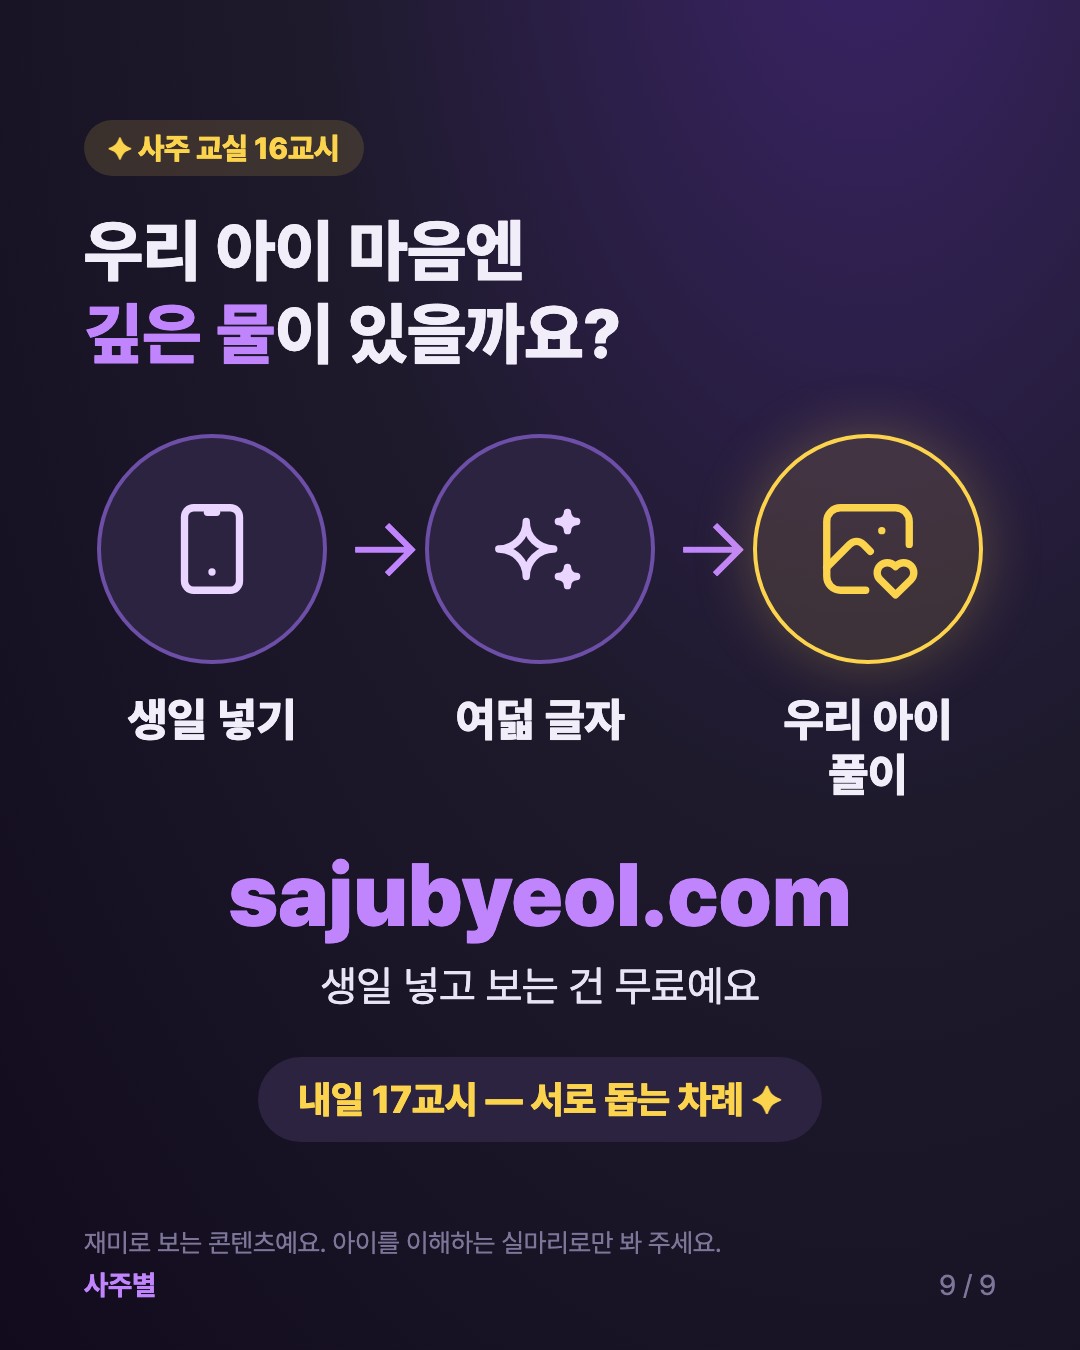 ✦ 사주 교실 16교시
우리 아이 마음엔
깊은 물이 있을까요?
생일 넣기
여덟 글자
우리 아이
풀이
sajubyeol.com
생일 넣고 보는 건 무료예요
내일 17교시 — 서로 돕는 차례 ✦
재미로 보는 콘텐츠예요. 아이를 이해하는 실마리로만 봐 주세요.
사주별
9 / 9